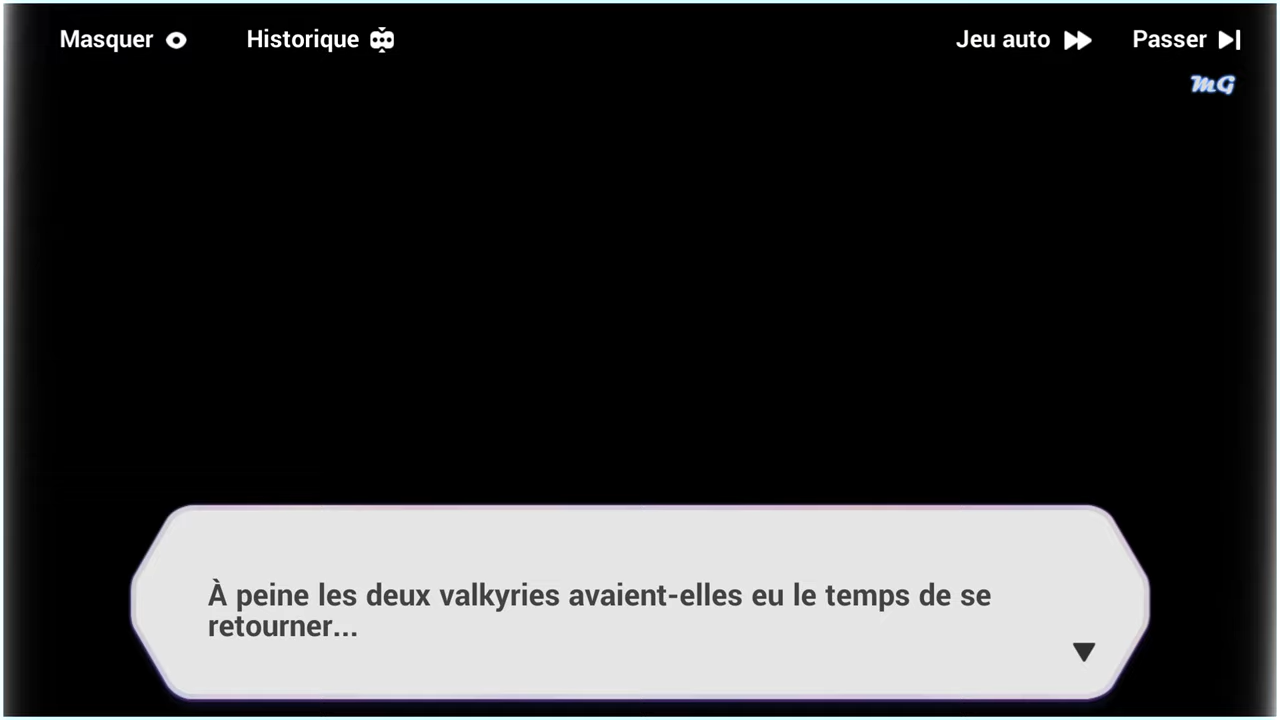 Masquer Historique Jeu auto Passer
MG
À peine les deux valkyries avaient-elles eu le temps de se
retourner...